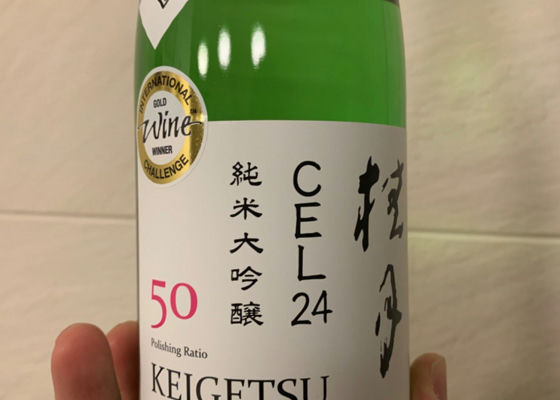 INTERNATIONAL
GOLD
Wine
WINNER
CHALLENGE
桂月
CEL24
純米大吟醸
50
Polishing Ratio
KEIGETSU